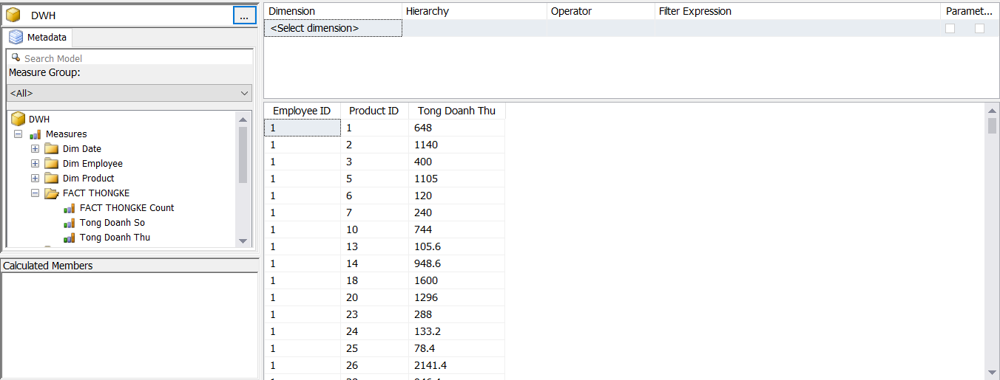 DWH
...
Metadata
Search Model
Measure Group:
<All>
DWH
Measures
Dim Date
Dim Employee
Dim Product
FACT THONGKE
FACT THONGKE Count
Tong Doanh So
Tong Doanh Thu
Calculated Members
Dimension Hierarchy Operator Filter Expression Paramet...
<Select dimension>
Employee ID Product ID Tong Doanh Thu
1 1 648
1 2 1140
1 3 400
1 5 1105
1 6 120
1 7 240
1 10 744
1 13 105.6
1 14 948.6
1 18 1600
1 20 1296
1 23 288
1 24 133.2
1 25 78.4
1 26 2141.4